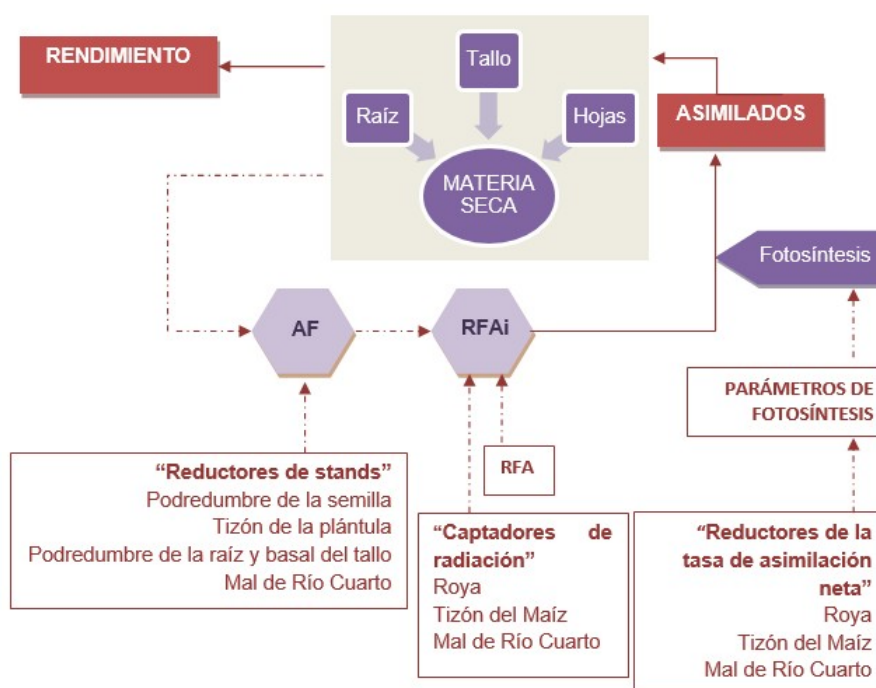 RENDIMIENTO
Tallo
Raíz
Hojas
MATERIA
SECA
ASIMILADOS
Fotosíntesis
AF
RFAi
PARÁMETROS DE
FOTOSÍNTESIS
RFA
“Reductores de stands”
Podredumbre de la semilla
Tizón de la plántula
Podredumbre de la raíz y basal del tallo
Mal de Río Cuarto
“Captadores de
radiación”
Roya
Tizón del Maíz
Mal de Río Cuarto
“Reductores de la
tasa de asimilación
neta”
Roya
Tizón del Maíz
Mal de Río Cuarto